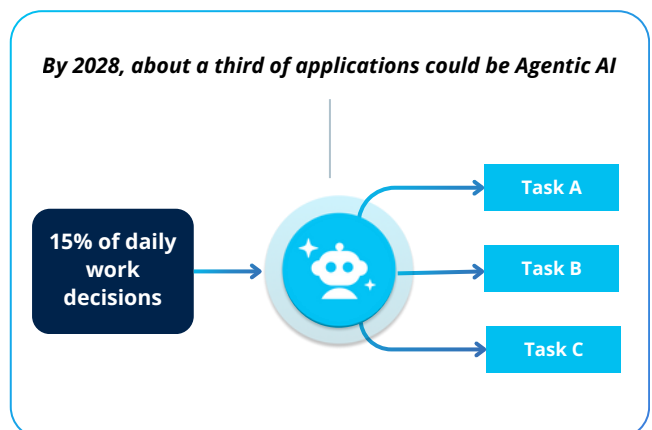 By 2028, about a third of applications could be Agentic AI
15% of daily
work
decisions
Task A
Task B
Task C